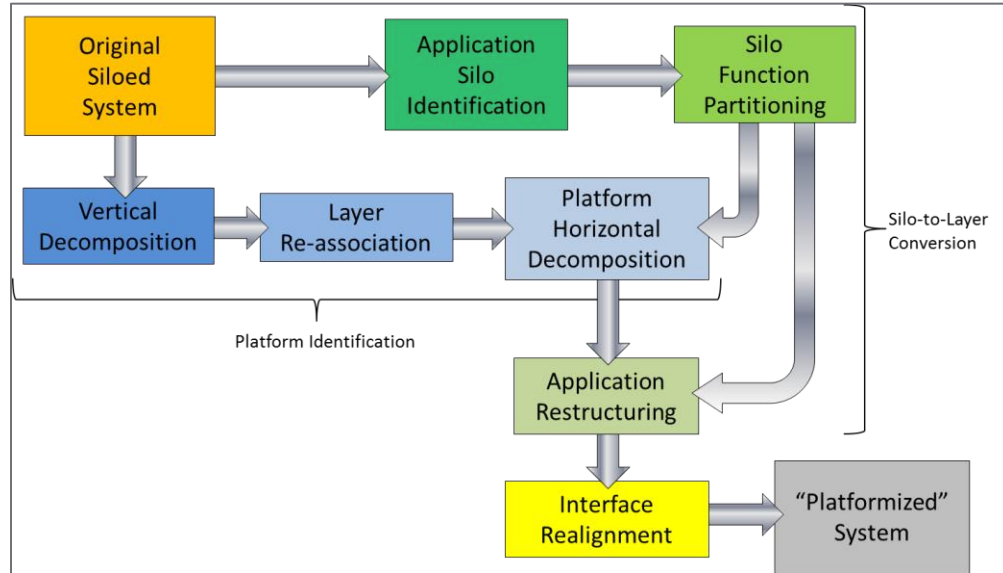 Original
Siloed
System
Application
Silo
Identification
Silo
Function
Partitioning
Vertical
Decomposition
Layer
Re-association
Platform
Horizontal
Decomposition
Silo-to-Layer
Conversion
Platform Identification
Application
Restructuring
Interface
Realignment
“Platformized”
System